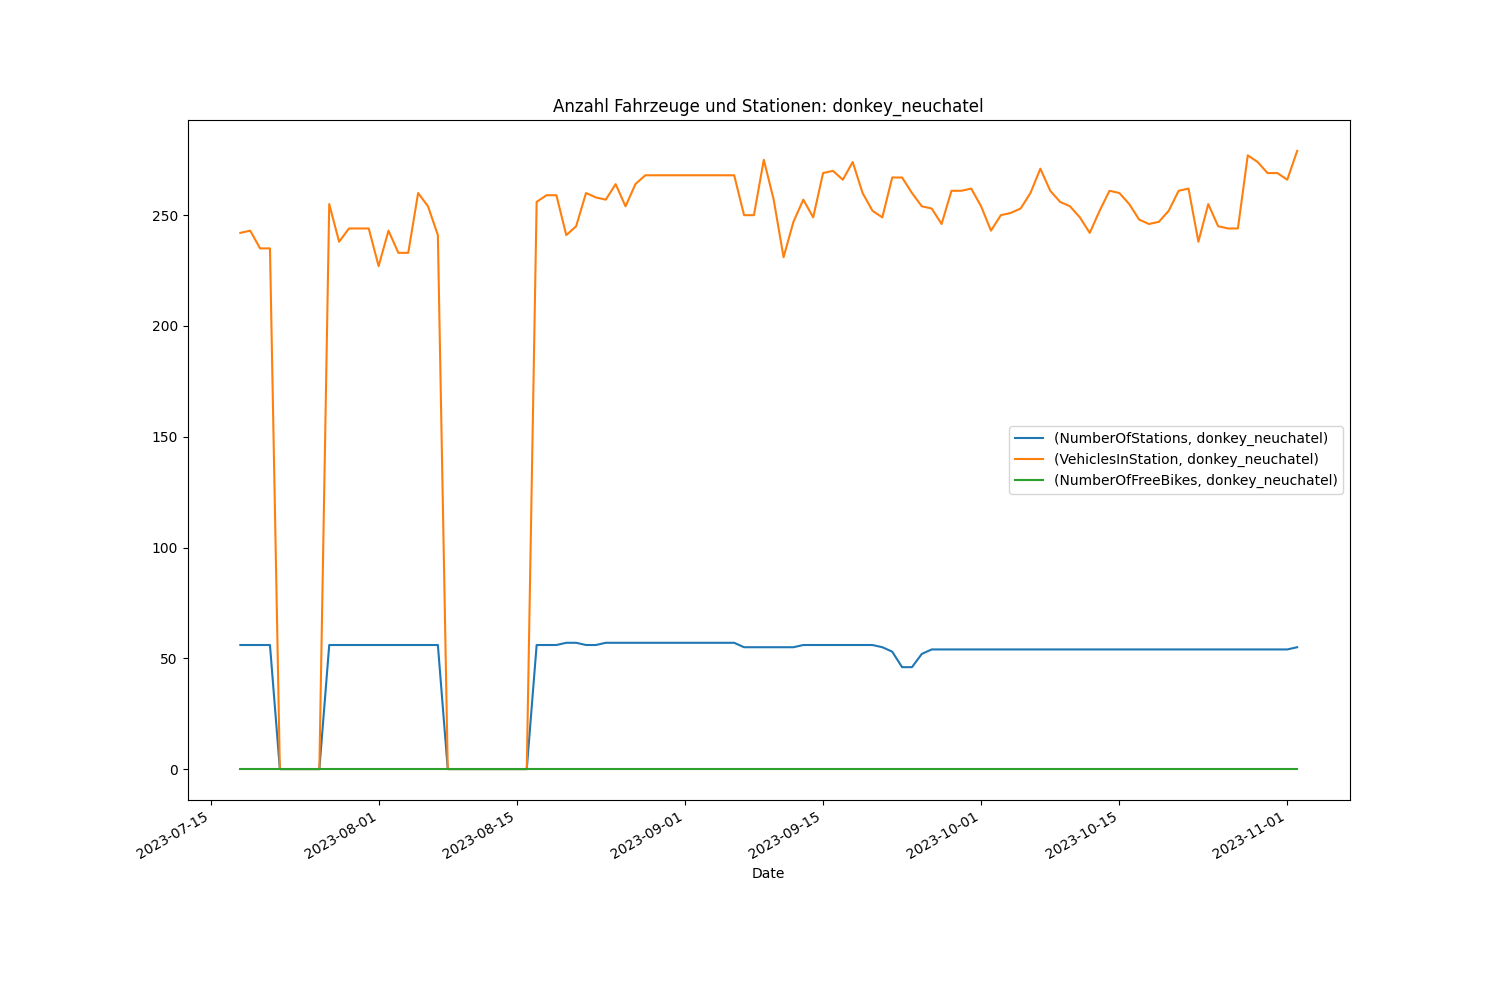 Anzahl Fahrzeuge und Stationen: donkey_neuchatel
250
200
150
100
50
0
(NumberOfStations, donkey_neuchatel)
(VehiclesInStation, donkey_neuchatel)
(NumberOfFreeBikes, donkey_neuchatel)
2023-07-15
2023-08-01
2023-08-15
2023-09-01
2023-09-15
2023-10-01
2023-10-15
2023-11-01
Date